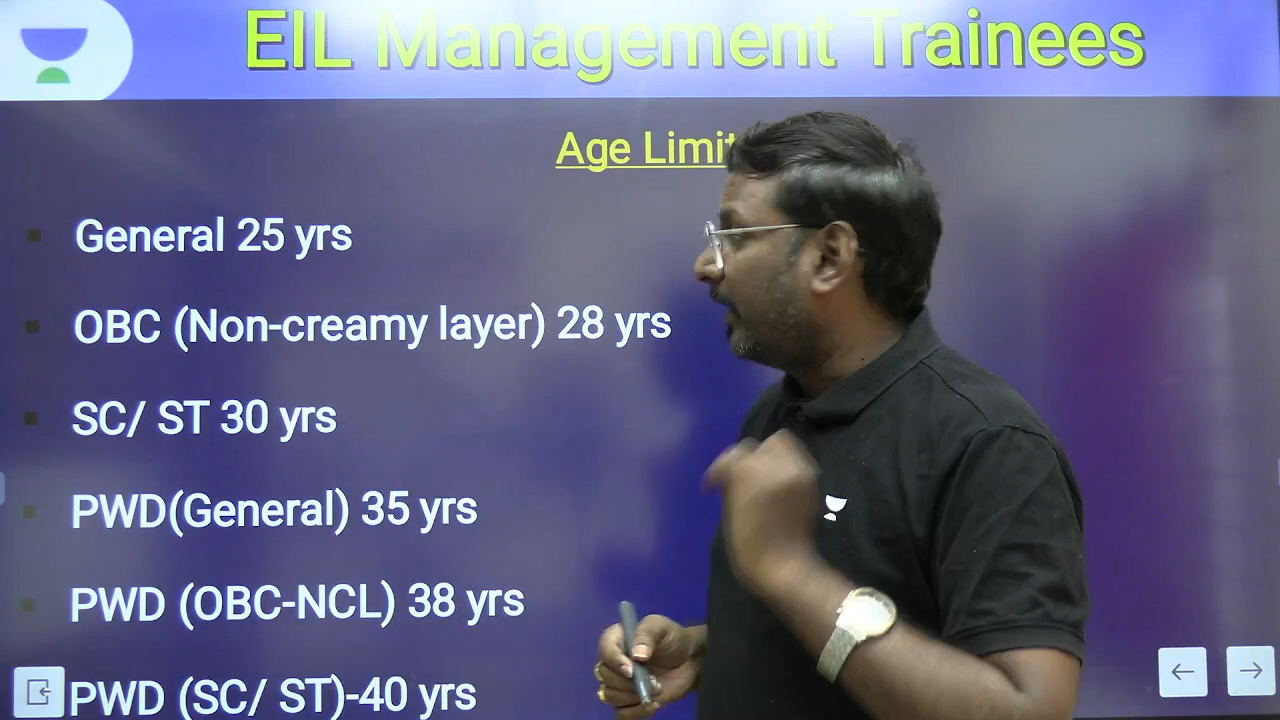 EIL Management Trainees
Age Limit
General 25 yrs
OBC (Non-creamy layer) 28 yrs
SC/ ST 30 yrs
PWD(General) 35 yrs
PWD (OBC-NCL) 38 yrs
PWD (SC/ ST)-40 yrs